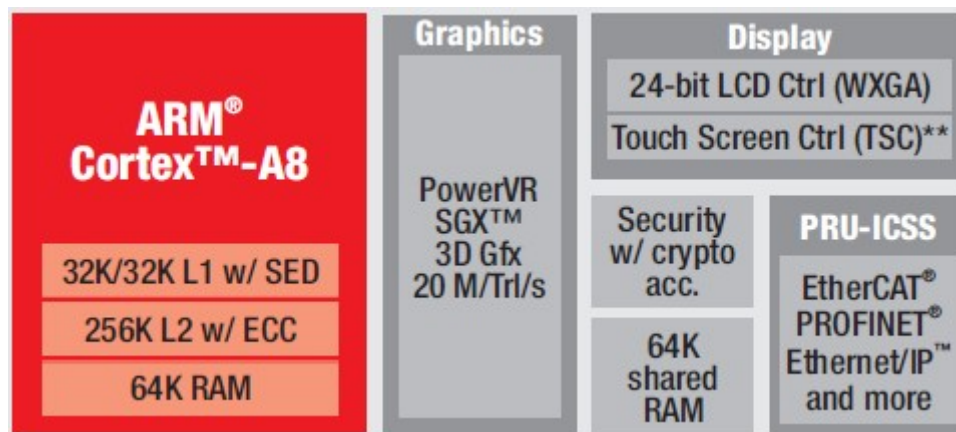 ARM®
Cortex™-A8
32K/32K L1 w/ SED
256K L2 w/ ECC
64K RAM
Graphics
PowerVR
SGX™
3D Gfx
20 M/Trl/s
Display
24-bit LCD Ctrl (WXGA)
Touch Screen Ctrl (TSC)**
Security
w/ crypto
acc.
64K
shared
RAM
PRU-ICSS
EtherCAT®
PROFINET®
Ethernet/IP™
and more